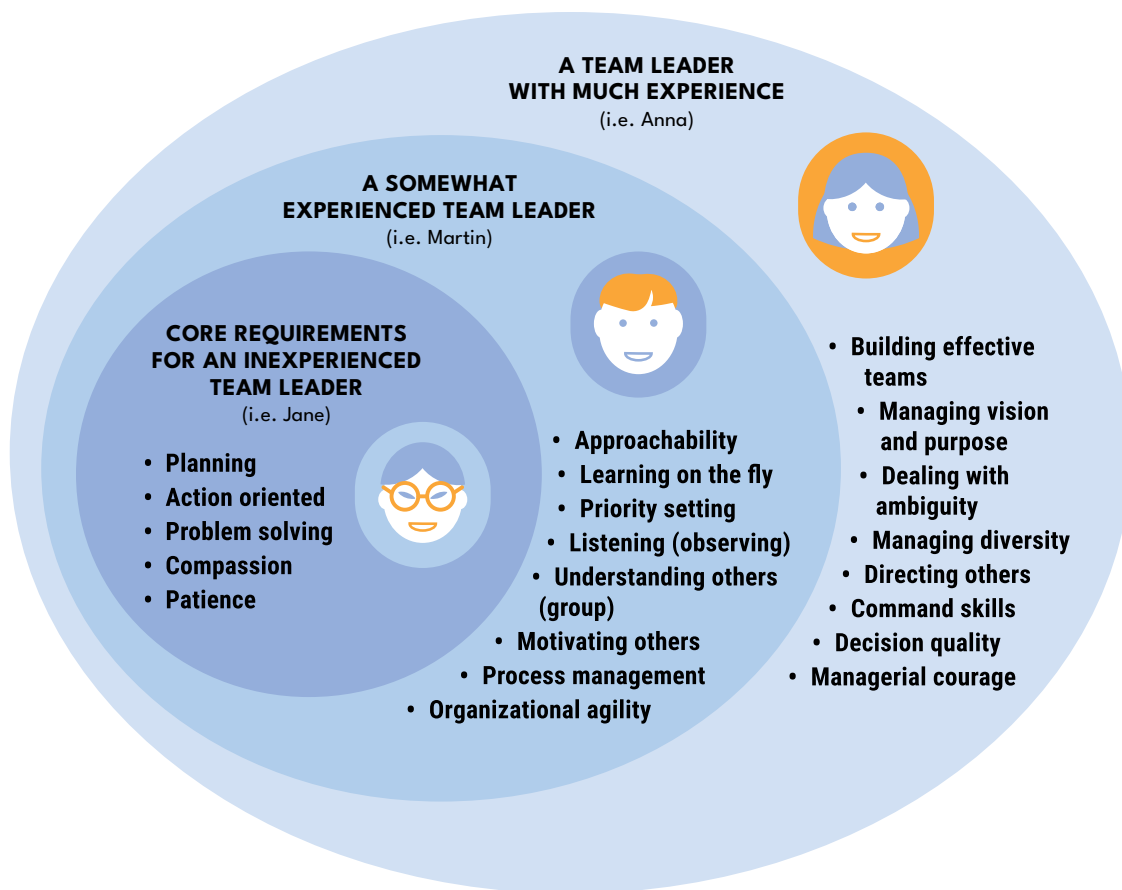 A TEAM LEADER
WITH MUCH EXPERIENCE
(i.e. Anna)
A SOMEWHAT
EXPERIENCED TEAM LEADER
(i.e. Martin)
CORE REQUIREMENTS
FOR AN INEXPERIENCED
TEAM LEADER
(i.e. Jane)
• Planning
• Action oriented
• Problem solving
• Compassion
• Patience
• Approachability
• Learning on the fly
• Priority setting
• Listening (observing)
• Understanding others
(group)
• Motivating others
• Process management
• Organizational agility
• Building effective
teams
• Managing vision
and purpose
• Dealing with
ambiguity
• Managing diversity
• Directing others
• Command skills
• Decision quality
• Managerial courage